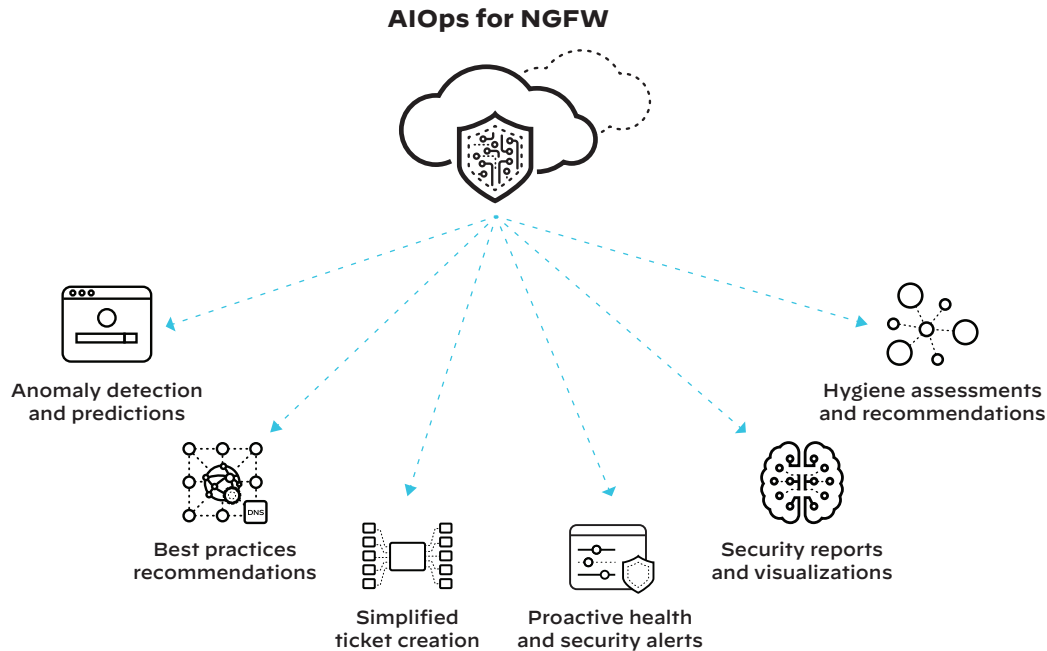 AIOps for NGFW
Anomaly detection
and predictions
Hygiene assessments
and recommendations
DNS
Best practices
recommendations
Security reports
and visualizations
Simplified
ticket creation
Proactive health
and security alerts